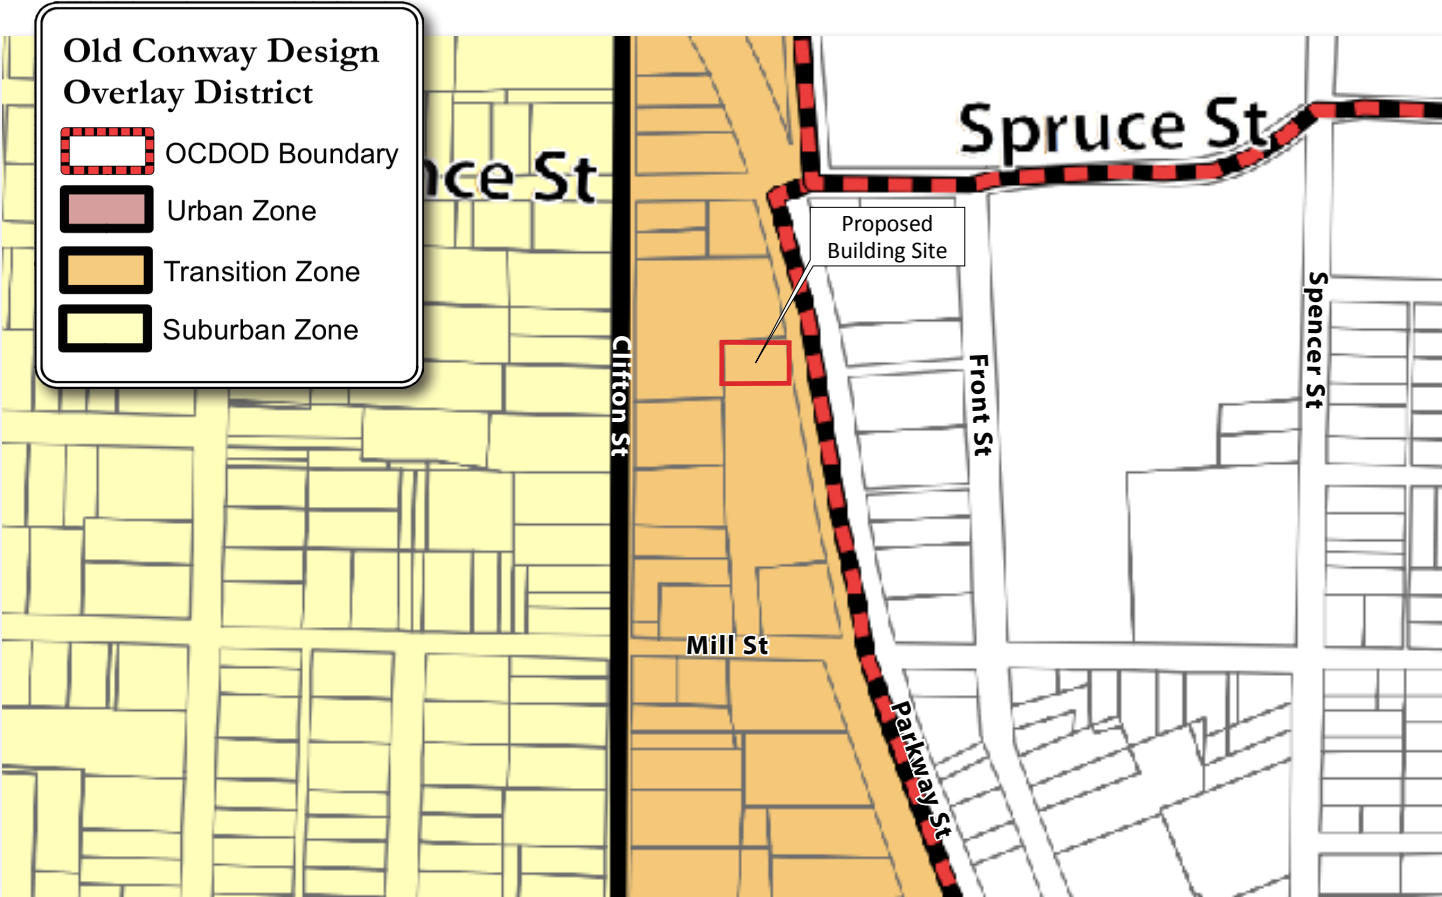 Old Conway Design
Overlay District
OCDOD Boundary
Urban Zone
Transition Zone
Suburban Zone
St
Spruce St
Proposed
Building Site
Clifton St
Front St
Spencer St
Mill St
Parkway St